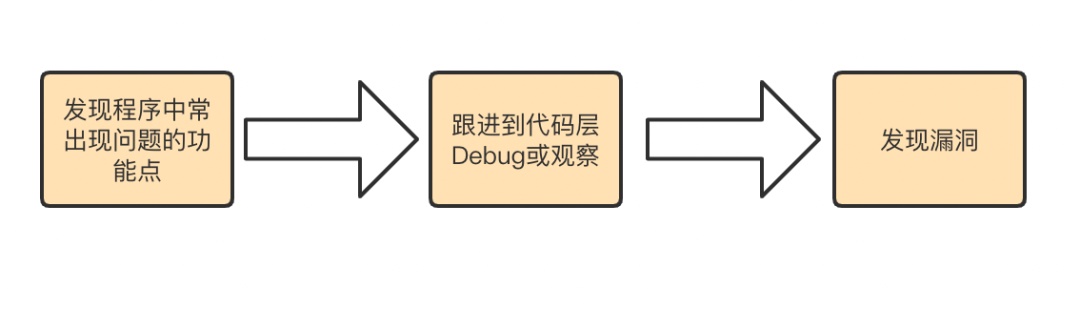 发现程序中常
出现问题的功
能点
跟进到代码层
Debug或观察
发现漏洞